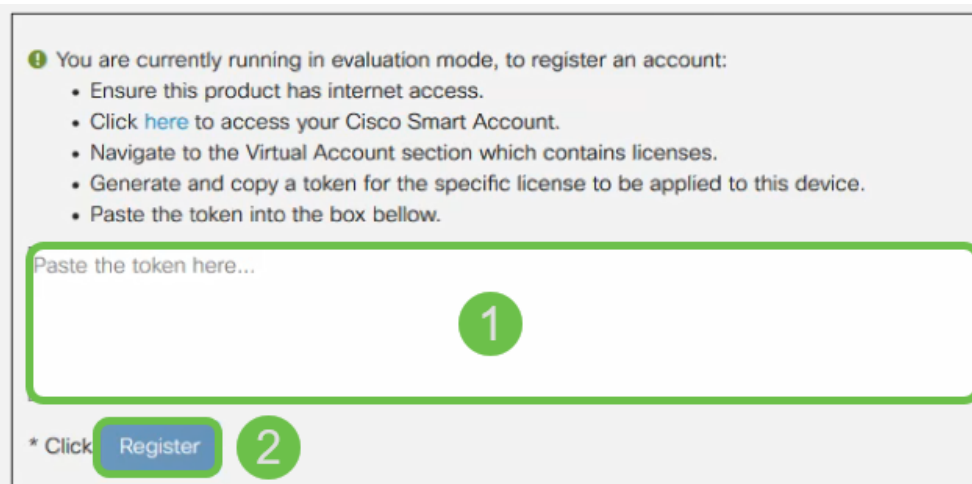 You are currently running in evaluation mode, to register an account:
• Ensure this product has internet access.
• Click here to access your Cisco Smart Account.
• Navigate to the Virtual Account section which contains licenses.
• Generate and copy a token for the specific license to be applied to this device.
• Paste the token into the box bellow.
Paste the token here...
1
* Click Register 2